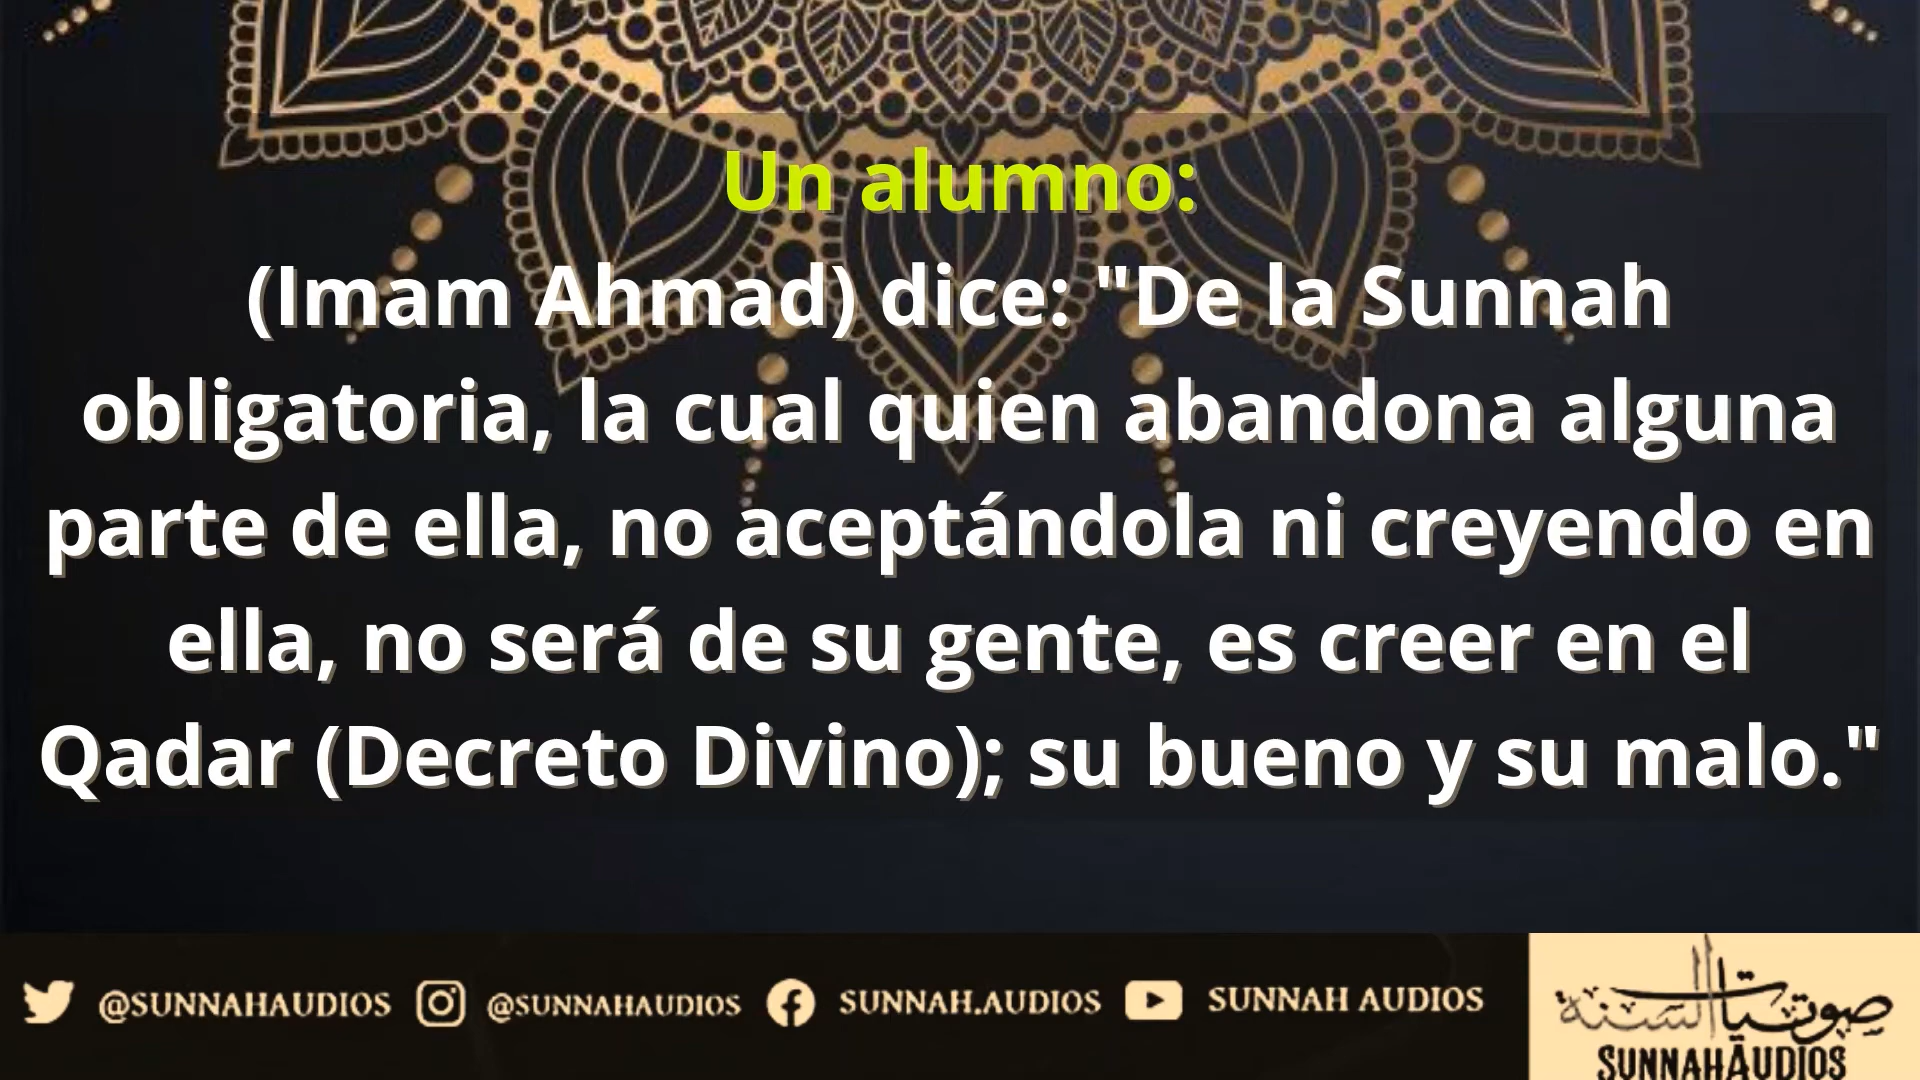 Un alumno:
(Imam Ahmad) dice: "De la Sunnah
obligatoria, la cual quien abandona alguna
parte de ella, no aceptándola ni creyendo en
ella, no será de su gente, es creer en el
Qadar (Decreto Divino); su bueno y su malo."
@SUNNAHAUDIOS @SUNNAHAUDIOS SUNNAH.AUDIOS SUNNAH AUDIOS
صوتيات السنة
SUNNAHAUDIOS